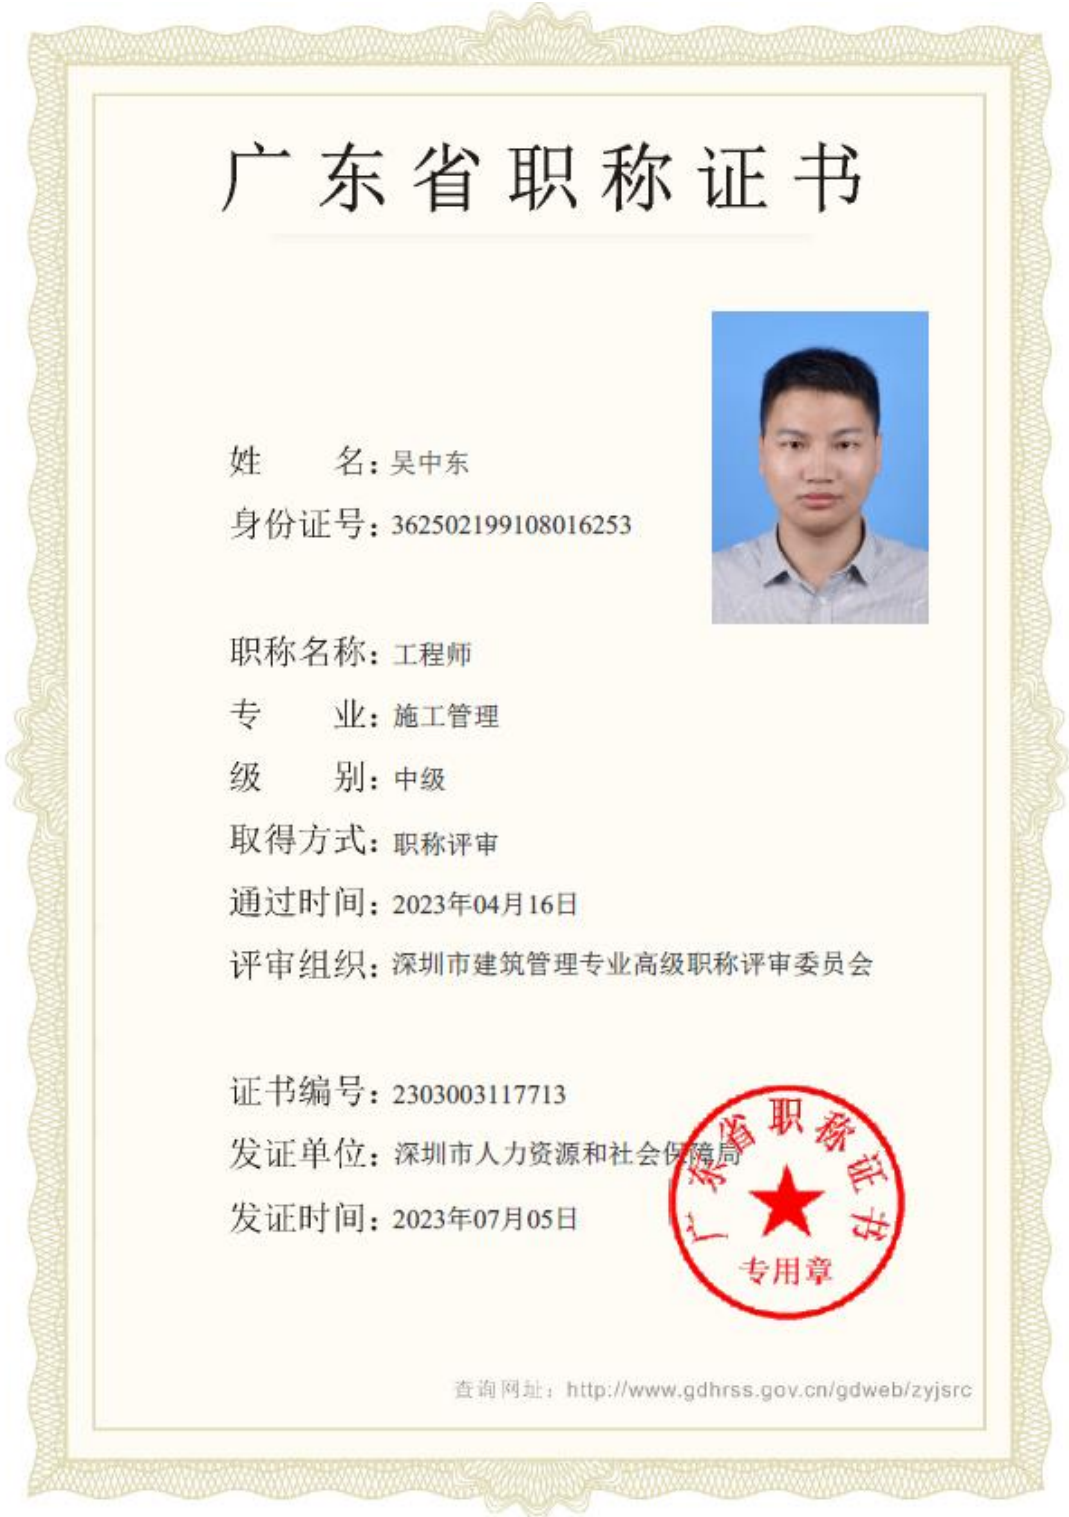 广东省职称证书
姓名：吴中东
身份证号：362502199108016253
职称名称：工程师
专业：施工管理
级别：中级
取得方式：职称评审
通过时间：2023年04月16日
评审组织：深圳市建筑管理专业高级职称评审委员会
证书编号：2303003117713
发证单位：深圳市人力资源和社会保障局
发证时间：2023年07月05日
广东省职称证书
专用章
查询网址：http://www.gdhrss.gov.cn/gdweb/zyjsrc